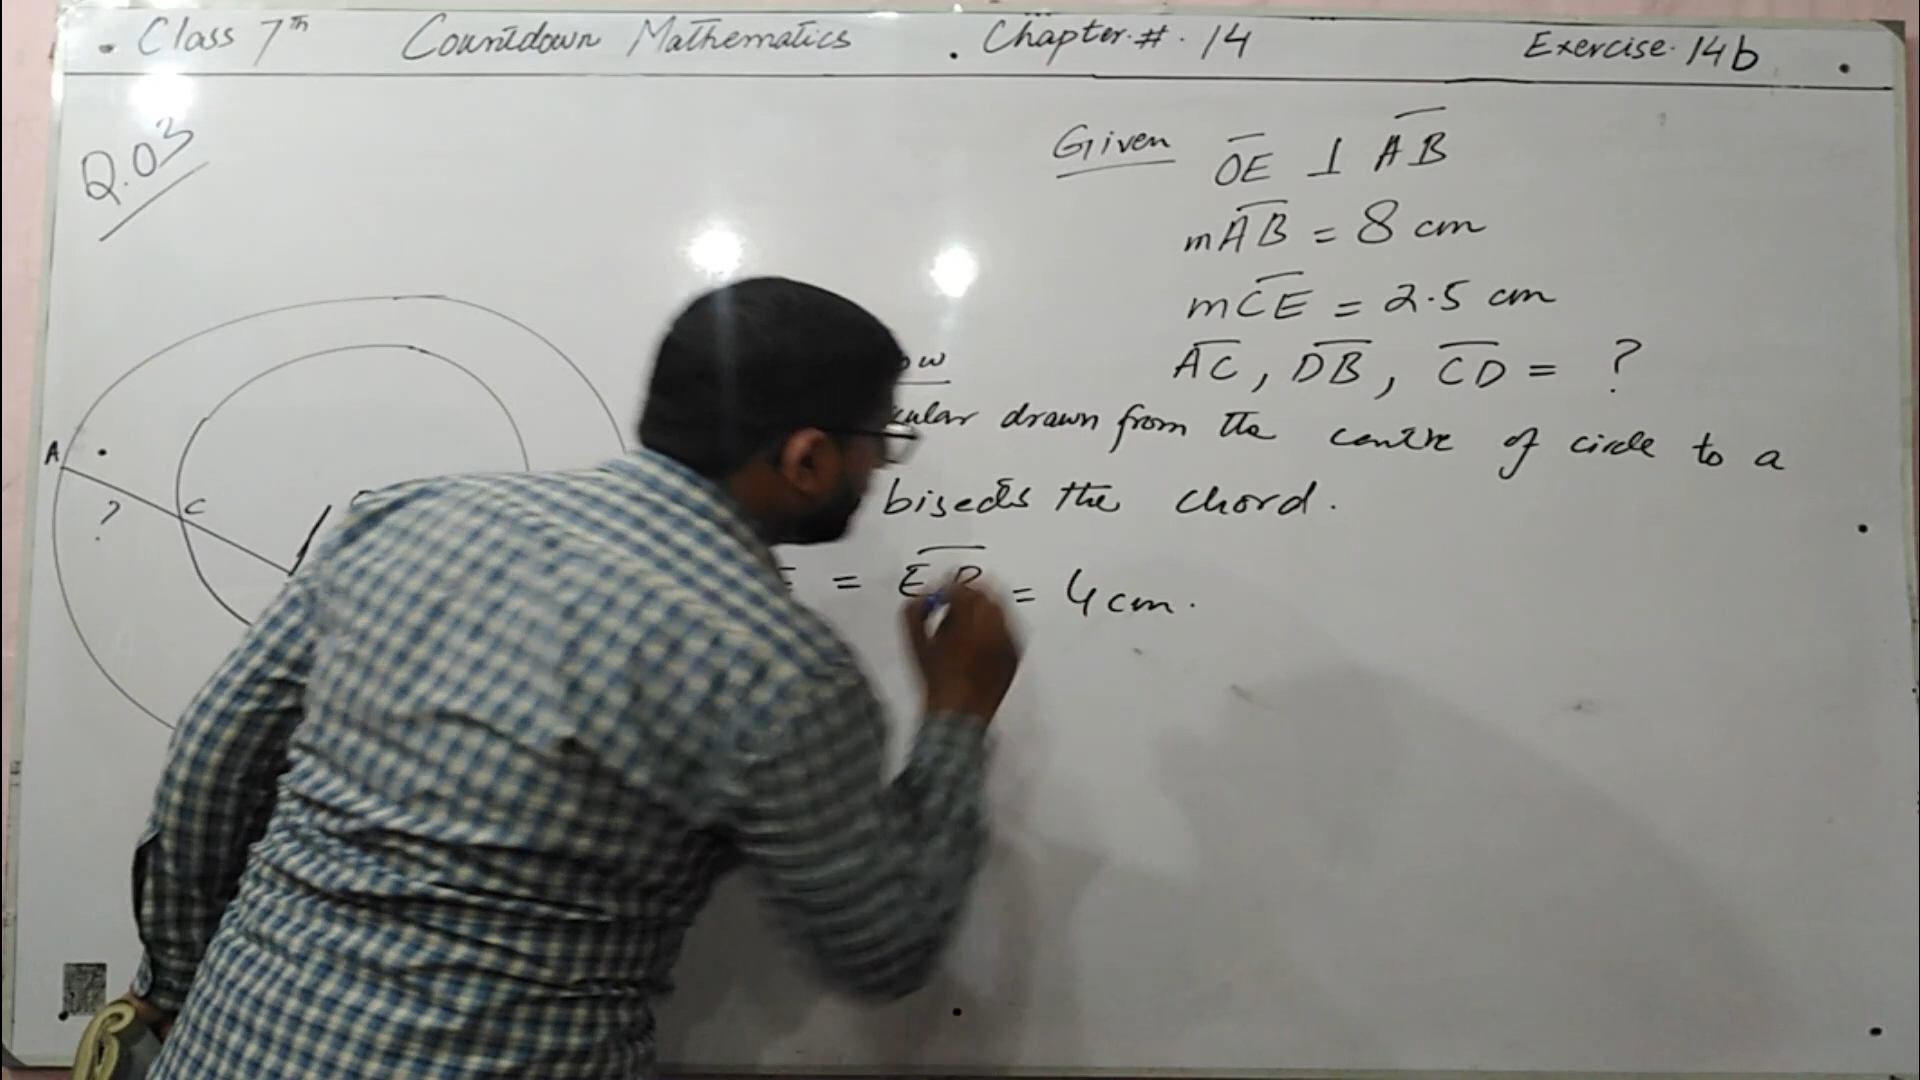 Class 7th Countdown Mathematics . Chapter # . 14 Exercise 14b
Q.03
Given OE ⊥ AB
mAB = 8 cm
mCE = 2.5 cm
AC, DB, CD = ?
drawn from the centre of circle to a
bisects the chord.
= EB = 4 cm.
A
C
?